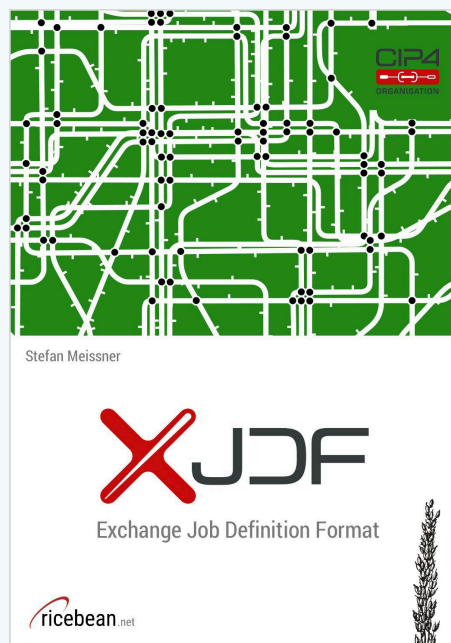 CIP4
ORGANISATION
Stefan Meissner
XJDF
Exchange Job Definition Format
ricebean.net